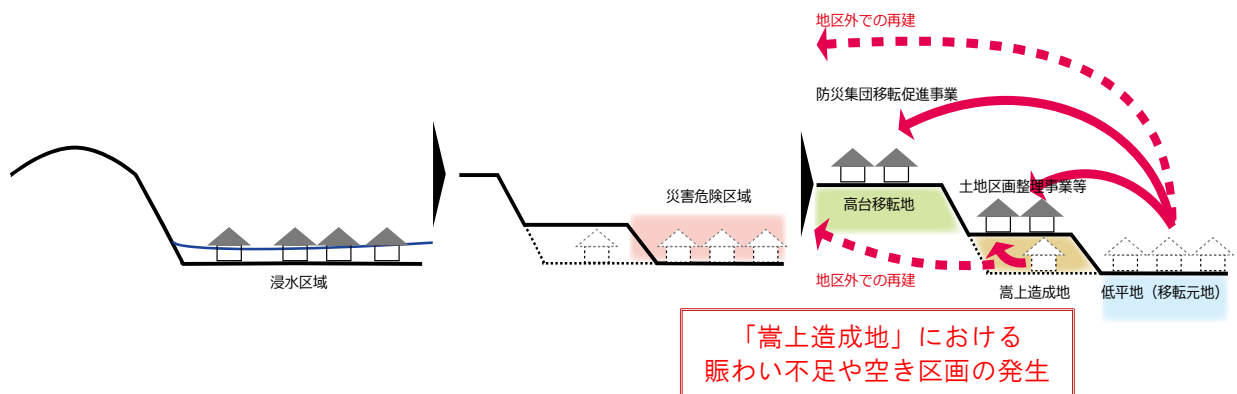 浸水区域
災害危険区域
地区外での再建
防災集団移転促進事業
土地区画整理事業等
高台移転地
地区外での再建
嵩上造成地
低平地（移転元地）
「嵩上造成地」における
賑わい不足や空き区画の発生